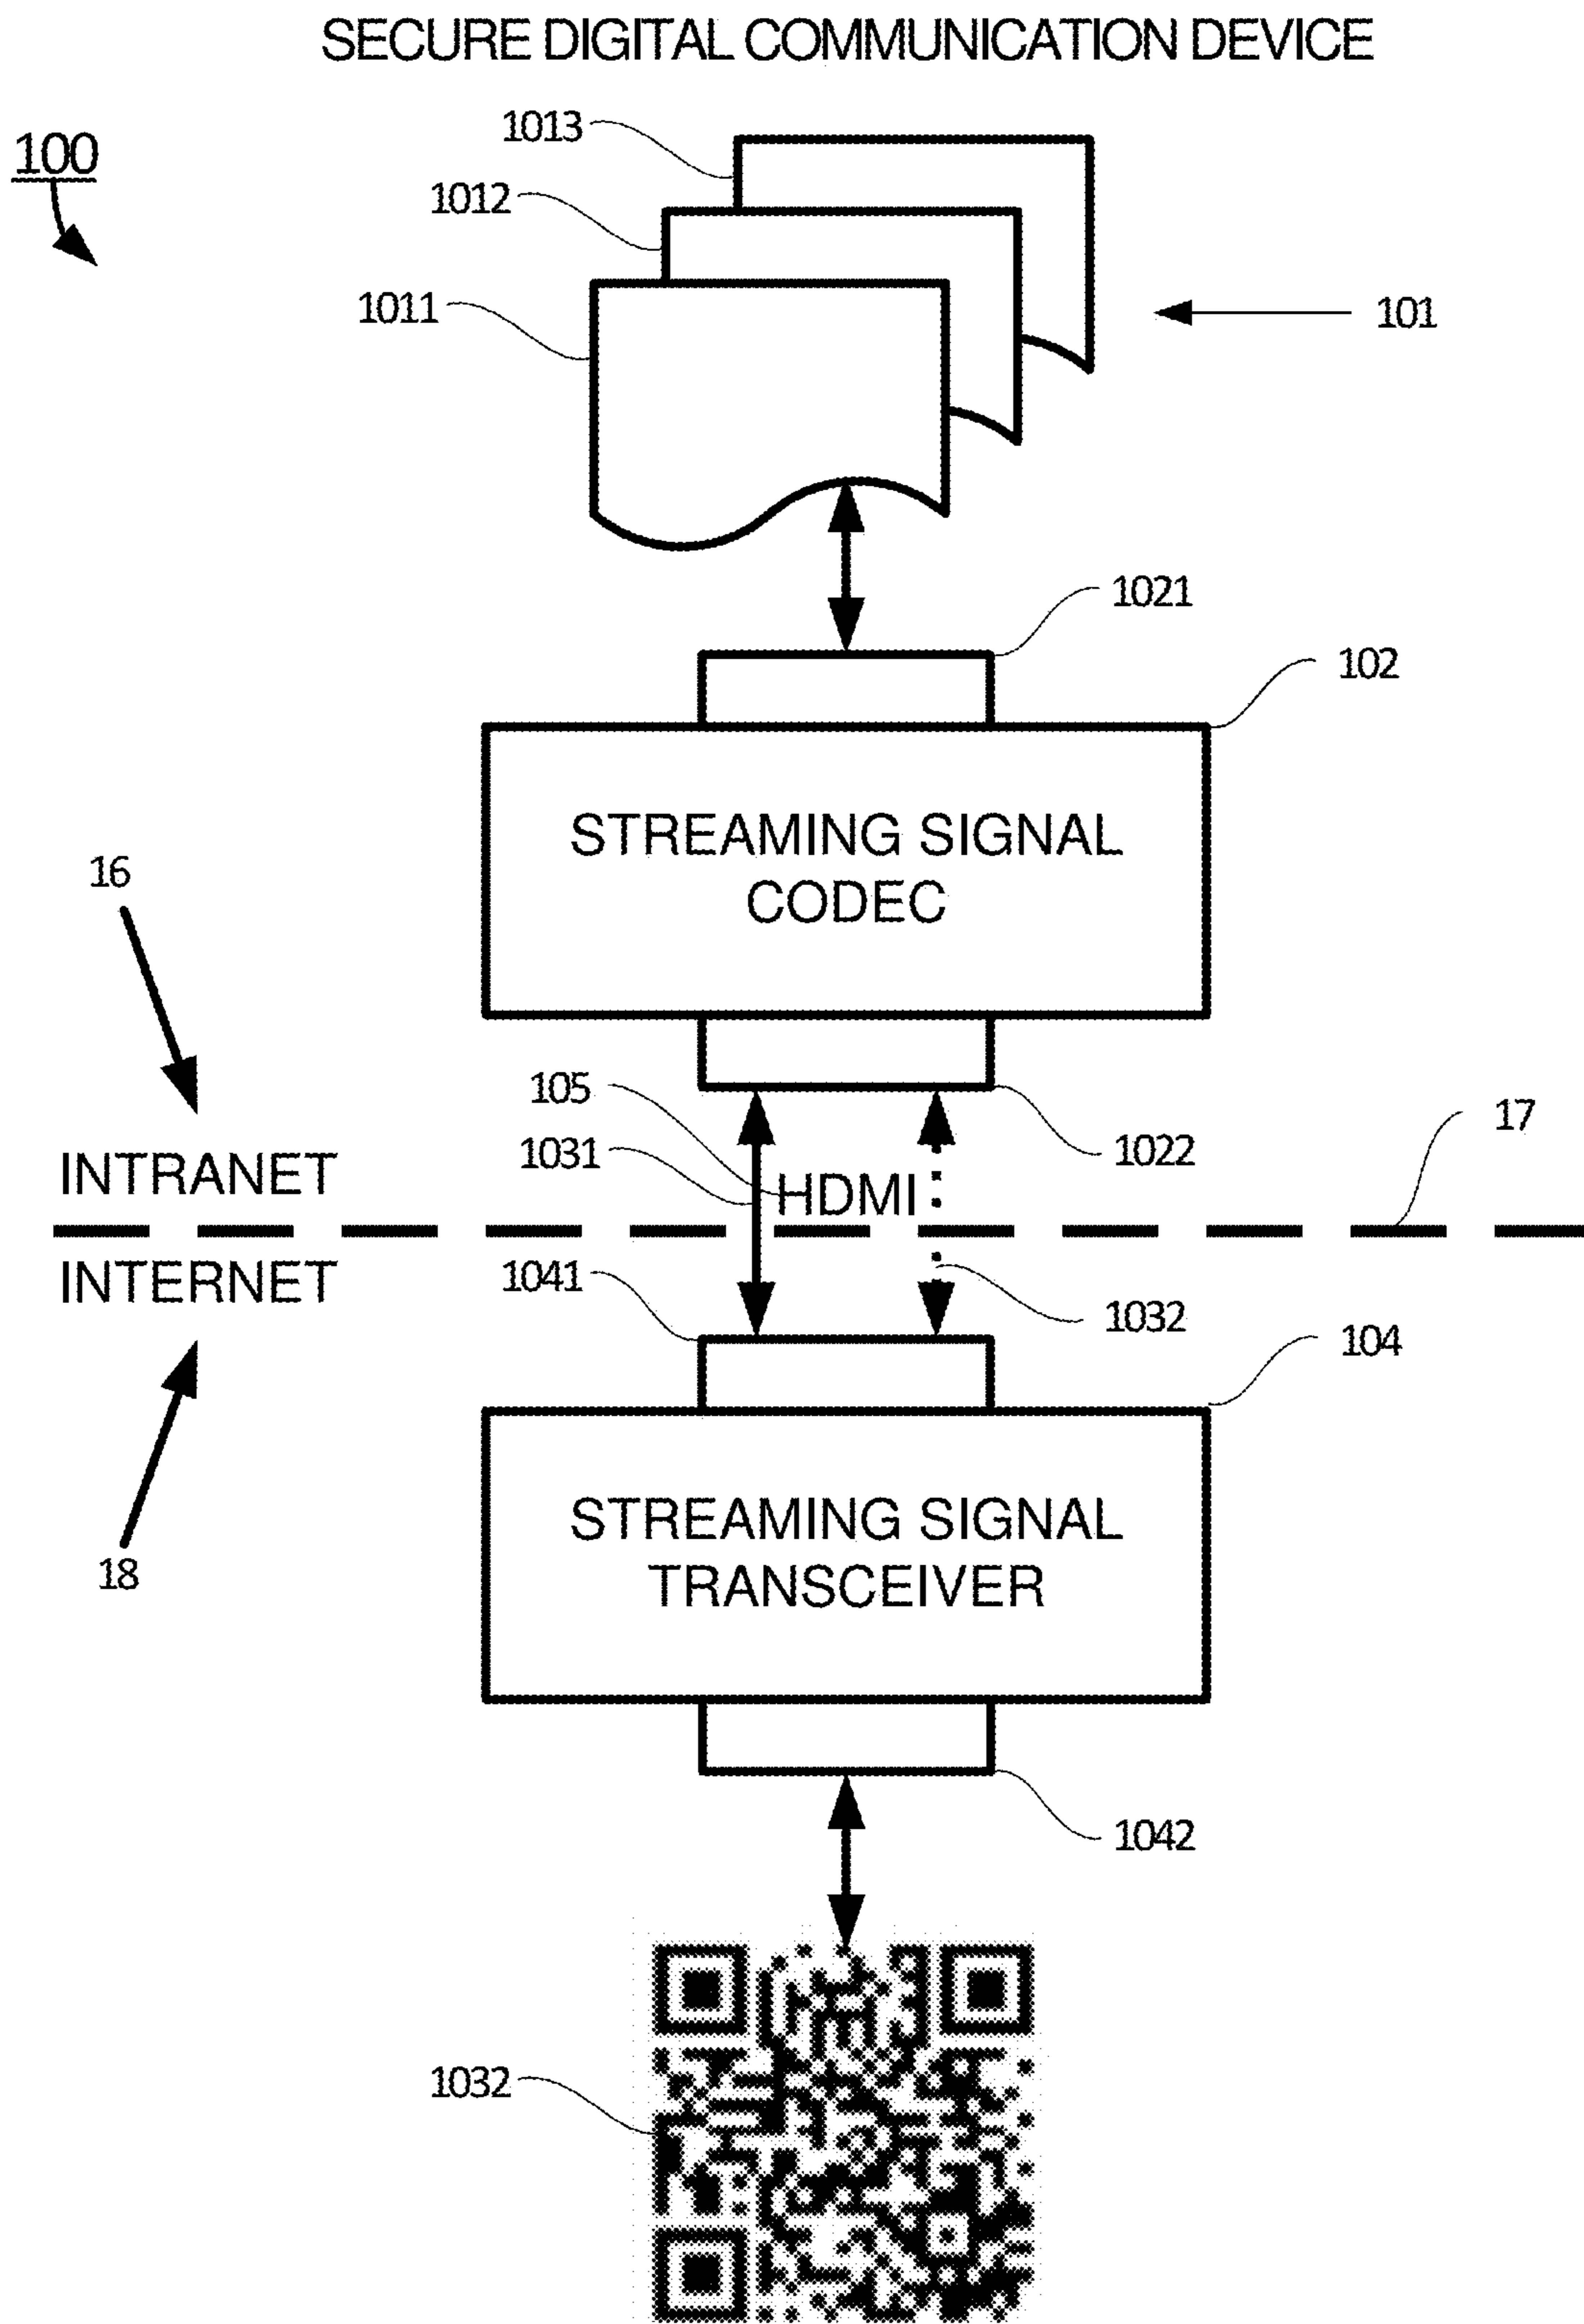 SECURE DIGITAL COMMUNICATION DEVICE
1013
100
1012
1011
101
1021
102
STREAMING SIGNAL
CODEC
16
105
17
1031
1022
HDMI
INTRANET
INTERNET
1041
1032
104
STREAMING SIGNAL
TRANSCEIVER
18
1042
1032